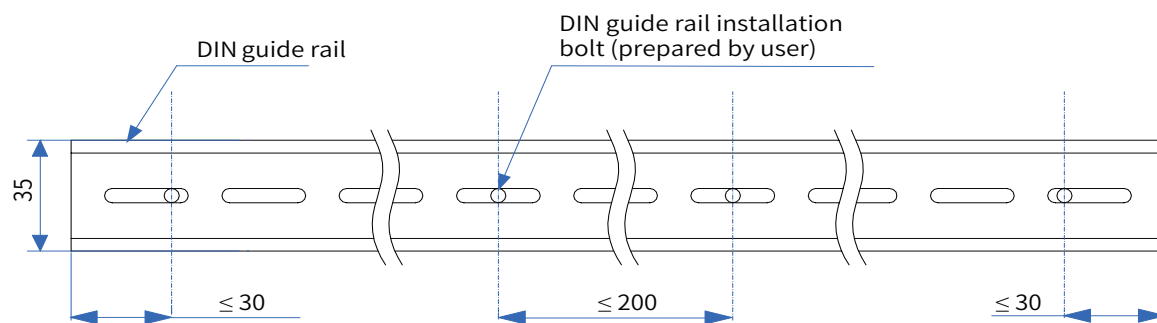 DIN guide rail installation
bolt (prepared by user)
DIN guide rail
35
≤ 30
≤ 200
≤ 30